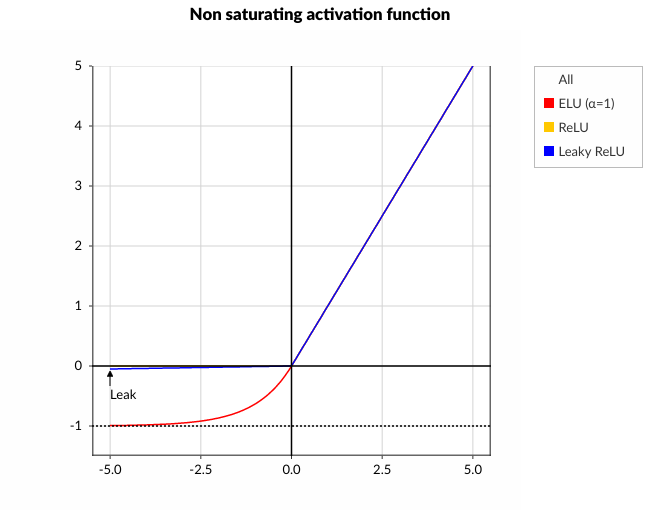 Non saturating activation function
All
ELU (α=1)
ReLU
Leaky ReLU
5
4
3
2
1
0
-1
Leak
-5.0 -2.5 0.0 2.5 5.0